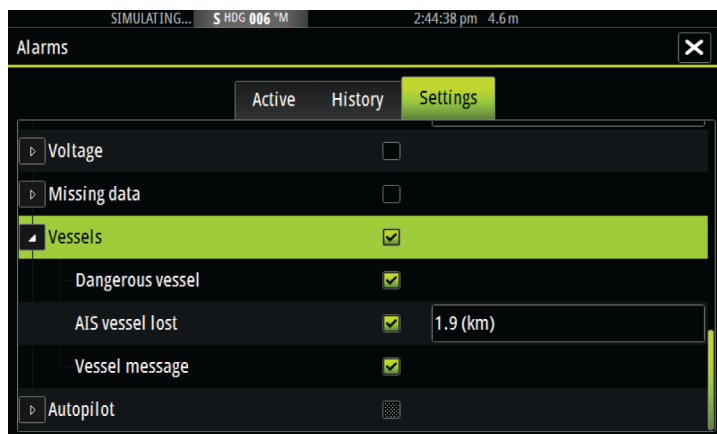 SIMULATING... S HDG 006 °M 2:44:38 pm 4.6 m
Alarms
Active History Settings
Voltage
Missing data
Vessels
Dangerous vessel
AIS vessel lost 1.9 (km)
Vessel message
Autopilot